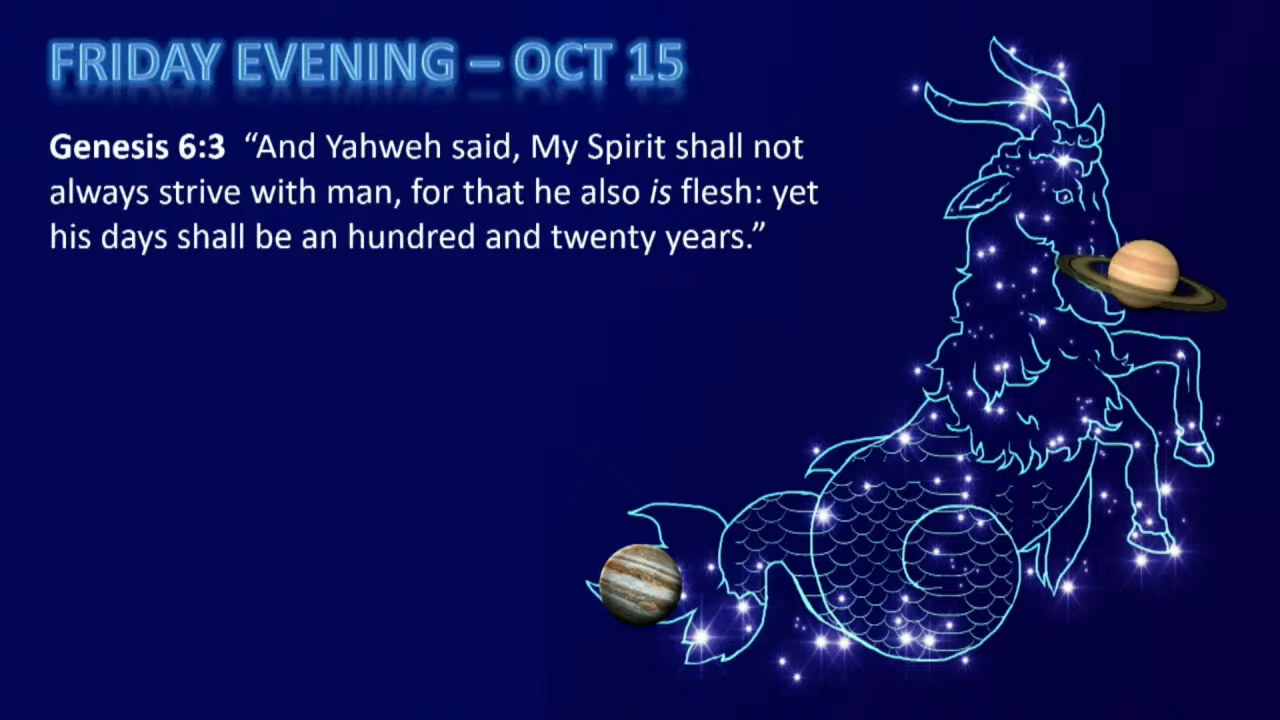 FRIDAY EVENING – OCT 15
Genesis 6:3 “And Yahweh said, My Spirit shall not
always strive with man, for that he also is flesh: yet
his days shall be an hundred and twenty years.”